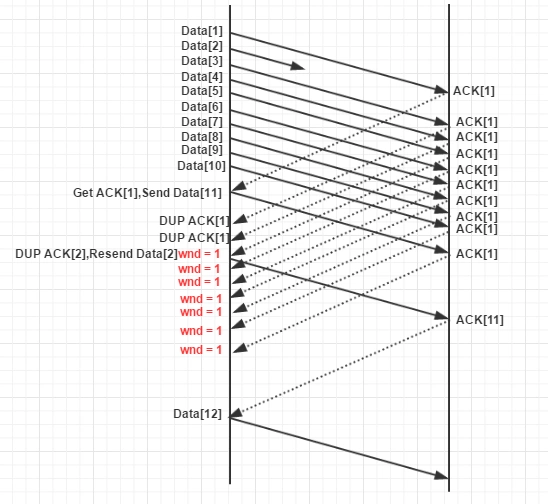 Data[1]
Data[2]
Data[3]
Data[4]
Data[5]
Data[6]
Data[7]
Data[8]
Data[9]
Data[10]
Get ACK[1],Send Data[11]
DUP ACK[1]
DUP ACK[1]
DUP ACK[2],Resend Data[2]wnd = 1
wnd = 1
wnd = 1
wnd = 1
wnd = 1
wnd = 1
wnd = 1
Data[12]
ACK[1]
ACK[1]
ACK[1]
ACK[1]
ACK[1]
ACK[1]
ACK[1]
ACK[1]
ACK[1]
ACK[1]
ACK[11]